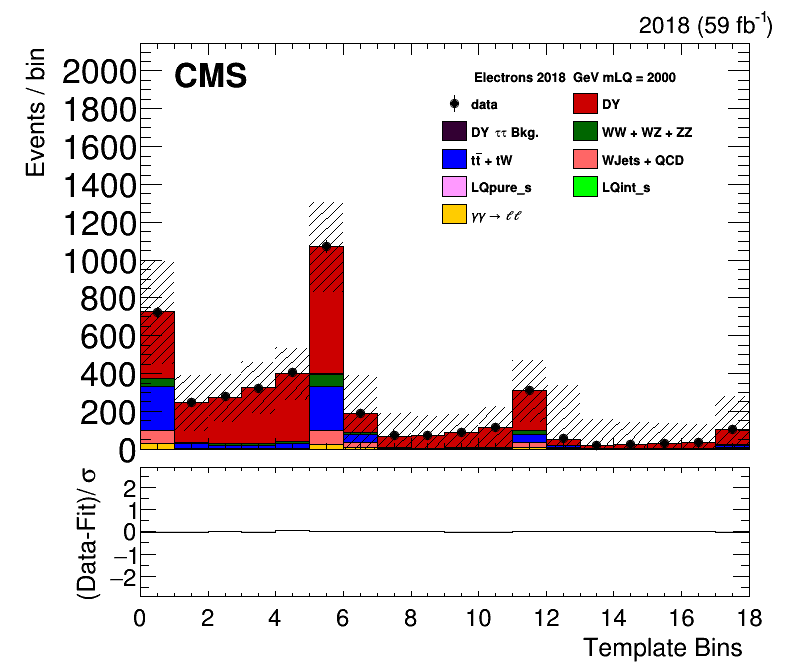 2018 (59 fb⁻¹)
CMS
Electrons 2018 GeV mLQ = 2000
data
DY
DY ττ Bkg.
WW + WZ + ZZ
tt̄ + tW
WJets + QCD
LQpure_s
LQint_s
γγ → ℓℓ
Events / bin
2000
1800
1600
1400
1200
1000
800
600
400
200
0
(Data-Fit)/ σ
2
1
0
−1
−2
0 2 4 6 8 10 12 14 16 18
Template Bins